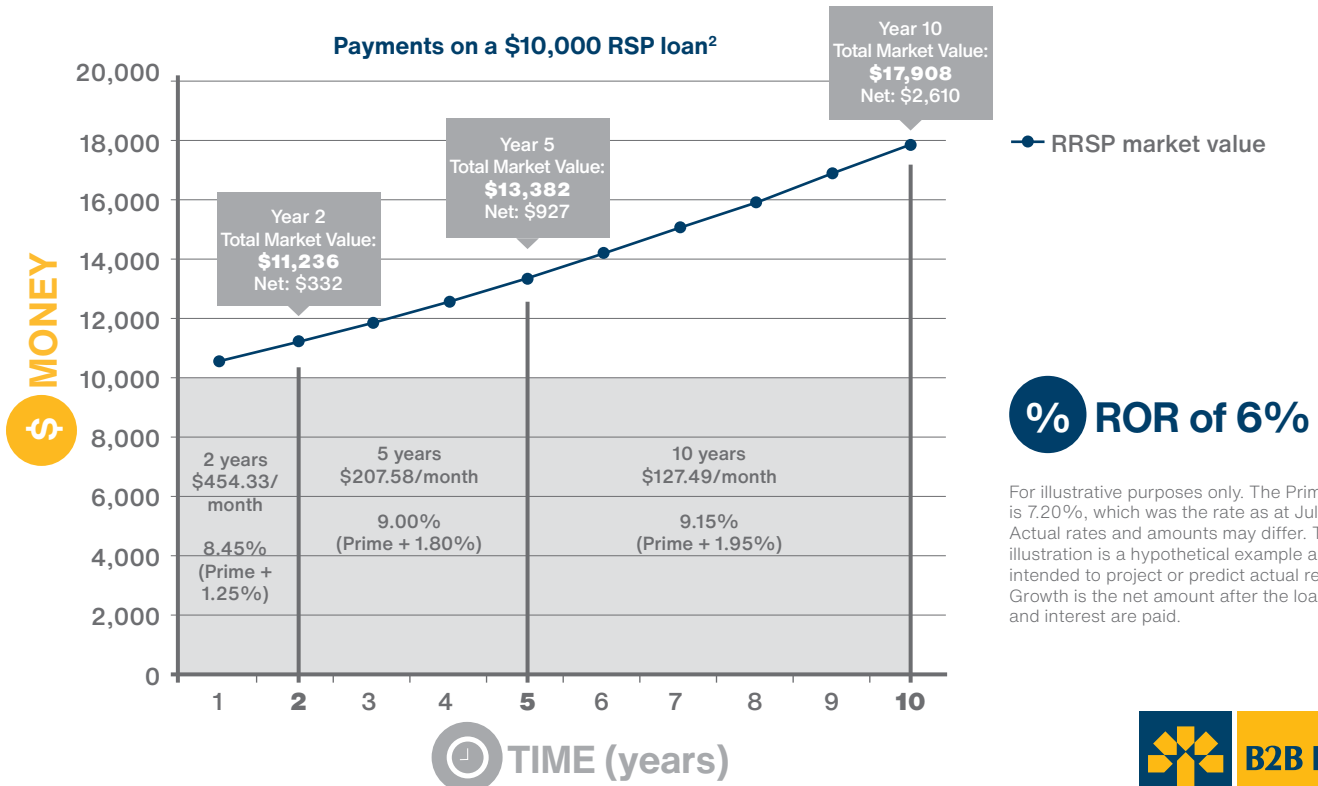 Payments on a $10,000 RSP loan2
Year 10
Total Market Value:
$17,908
Net: $2,610
Year 5
Total Market Value:
$13,382
Net: $927
Year 2
Total Market Value:
$11,236
Net: $332
RRSP market value
$ MONEY
20,000
18,000
16,000
14,000
12,000
10,000
8,000
6,000
4,000
2,000
0
2 years
$454.33/
month
8.45%
(Prime +
1.25%)
5 years
$207.58/month
9.00%
(Prime + 1.80%)
10 years
$127.49/month
9.15%
(Prime + 1.95%)
1 2 3 4 5 6 7 8 9 10
TIME (years)
% ROR of 6%
For illustrative purposes only. The Prim
is 7.20%, which was the rate as at Jul
Actual rates and amounts may differ. T
illustration is a hypothetical example a
intended to project or predict actual re
Growth is the net amount after the loa
and interest are paid.
B2B